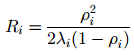 $R_i = \frac{\rho_i^2}{2\lambda_i(1 - \rho_i)}$